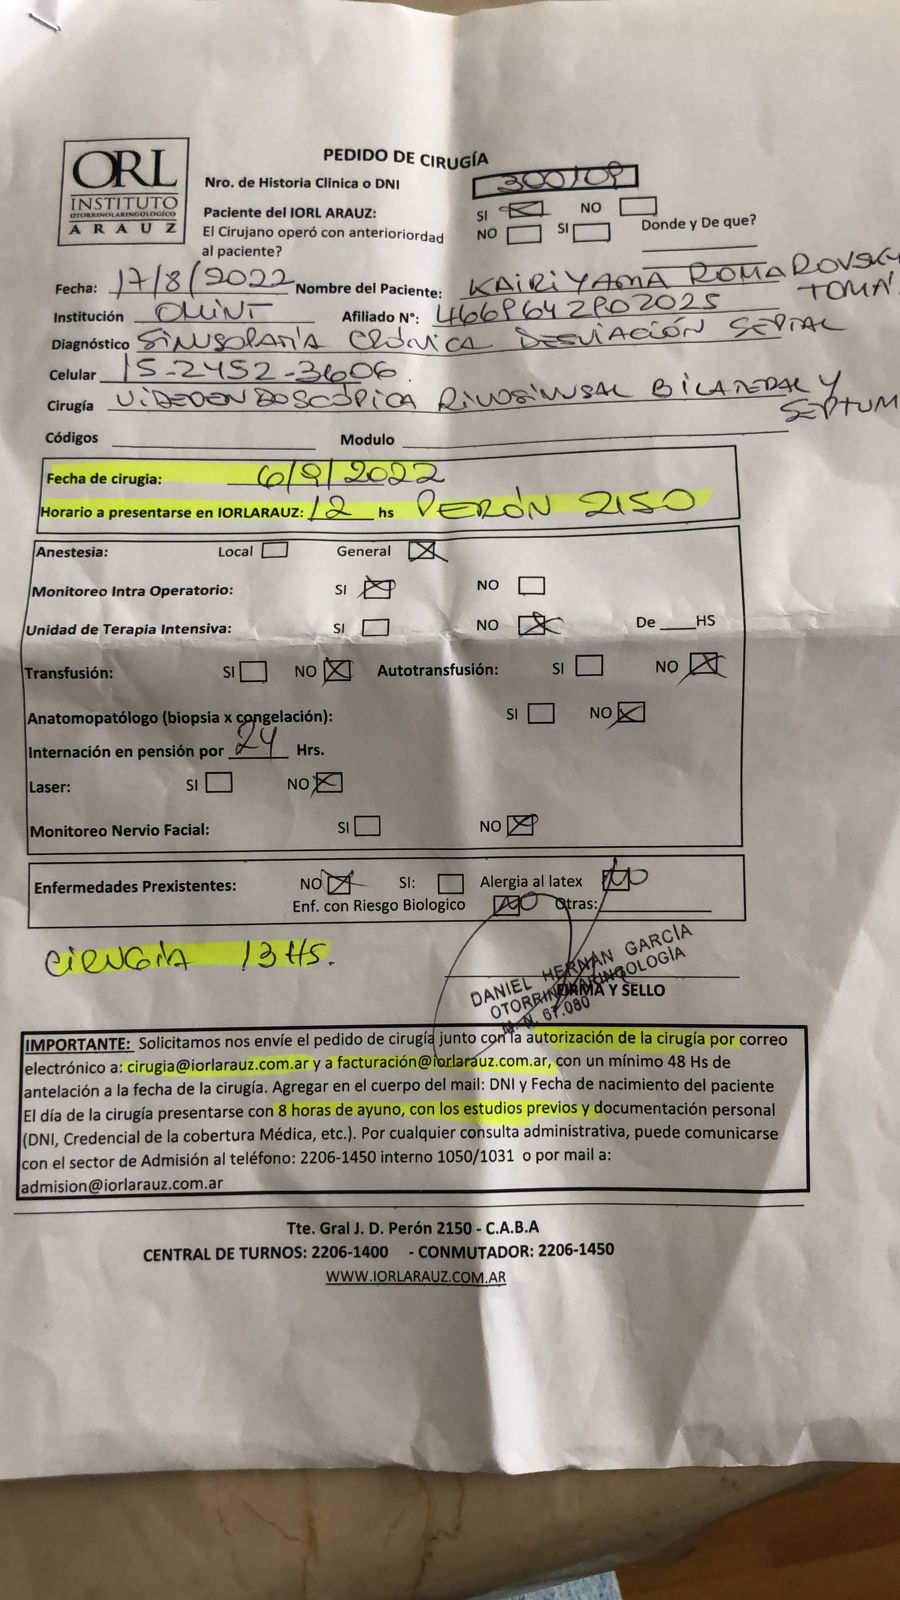 ORL
INSTITUTO
OTORRINOLARINGOLÓGICO
ARAUZ
PEDIDO DE CIRUGÍA
Nro. de Historia Clinica o DNI 300109
Paciente del IORL ARAUZ: SI NO
El Cirujano operó con anteriorioridad al paciente? NO SI Donde y De que?
Fecha: 17/8/2022 Nombre del Paciente: KAIRIYAMA ROMAROVSKY TOMA
Institución OMINT Afiliado N°:
Diagnóstico SINUSOPATIA CRÓNICA DESVIACIÓN SEPTAL
Celular 15-2452-3606
Cirugía VIDEOENDOSCÓPICA RINOSINUSAL BILATERAL Y SEPTUM
Códigos Modulo
Fecha de cirugia: 6/9/2022
Horario a presentarse en IORLARAUZ: 12 hs PERÓN 2150
Anestesia: Local General
Monitoreo Intra Operatorio: SI NO
Unidad de Terapia Intensiva: SI NO De HS
Transfusión: SI NO Autotransfusión: SI NO
Anatomopatólogo (biopsia x congelación): SI NO
Internación en pensión por 24 Hrs.
Laser: SI NO
Monitoreo Nervio Facial: SI NO
Enfermedades Prexistentes: NO SI: Alergia al latex NO
Enf. con Riesgo Biologico NO Otras:
CIRUGÍA 13 HS.
DANIEL HERNAN GARCÍA
OTORRINOLARINGOLOGÍA
M.N. 67.080
FIRMA Y SELLO
IMPORTANTE: Solicitamos nos envíe el pedido de cirugía junto con la autorización de la cirugía por correo
electrónico a: cirugia@iorlarauz.com.ar y a facturación@iorlarauz.com.ar, con un mínimo 48 Hs de
antelación a la fecha de la cirugía. Agregar en el cuerpo del mail: DNI y Fecha de nacimiento del paciente
El día de la cirugía presentarse con 8 horas de ayuno, con los estudios previos y documentación personal
(DNI, Credencial de la cobertura Médica, etc.). Por cualquier consulta administrativa, puede comunicarse
con el sector de Admisión al teléfono: 2206-1450 interno 1050/1031 o por mail a:
admision@iorlarauz.com.ar
Tte. Gral J. D. Perón 2150 - C.A.B.A
CENTRAL DE TURNOS: 2206-1400 - CONMUTADOR: 2206-1450
WWW.IORLARAUZ.COM.AR